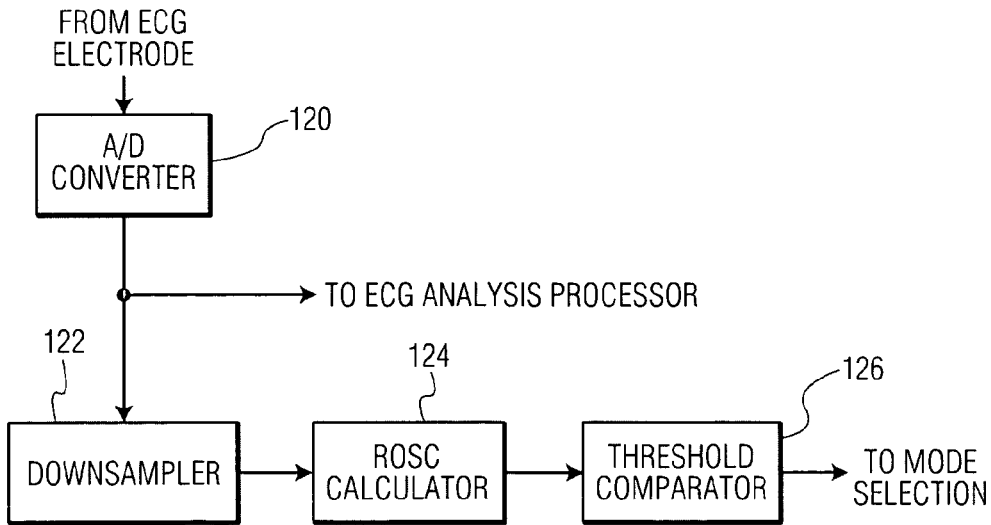 FROM ECG
ELECTRODE
A/D
CONVERTER
120
TO ECG ANALYSIS PROCESSOR
122
124
126
DOWNSAMPLER
ROSC
CALCULATOR
THRESHOLD
COMPARATOR
TO MODE
SELECTION